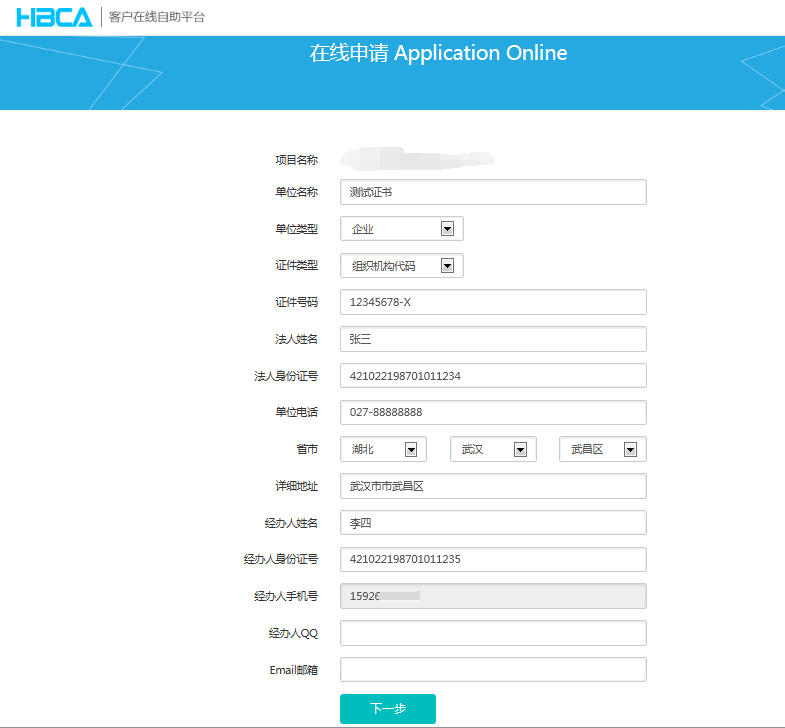 HBCA 客户在线自助平台
在线申请 Application Online
项目名称
单位名称 测试证书
单位类型 企业
证件类型 组织机构代码
证件号码 12345678-X
法人姓名 张三
法人身份证号 421022198701011234
单位电话 027-88888888
省市 湖北 武汉 武昌区
详细地址 武汉市市武昌区
经办人姓名 李四
经办人身份证号 421022198701011235
经办人手机号 15926
经办人QQ
Email邮箱
下一步